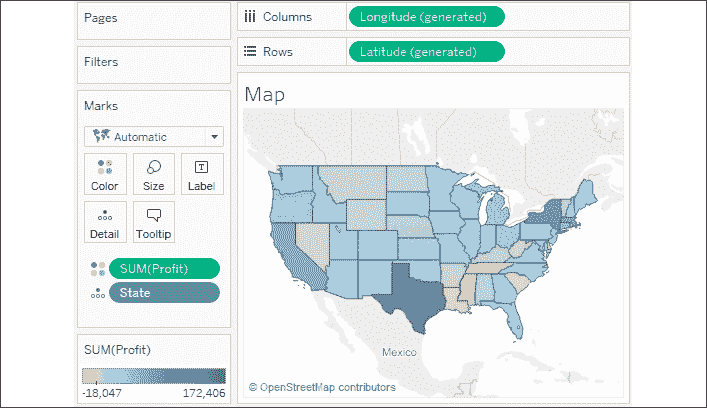 Pages
Columns
Longitude (generated)
Rows
Latitude (generated)
Filters
Marks
Automatic
Color
Size
Label
Detail
Tooltip
SUM(Profit)
State
SUM(Profit)
-18,047
172,406
Map
Mexico
© OpenStreetMap contributors